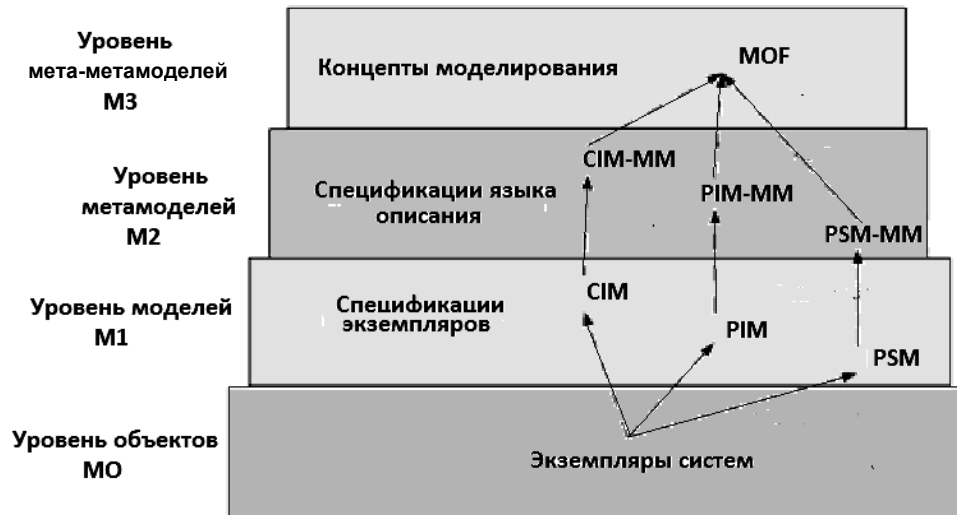 Уровень
мета-метамоделей
М3
Концепты моделирования
MOF
Уровень
метамоделей
М2
Спецификации языка
описания
CIM-MM
PIM-MM
PSM-MM
Уровень моделей
М1
Спецификации
экземпляров
CIM
PIM
PSM
Уровень объектов
МО
Экземпляры систем